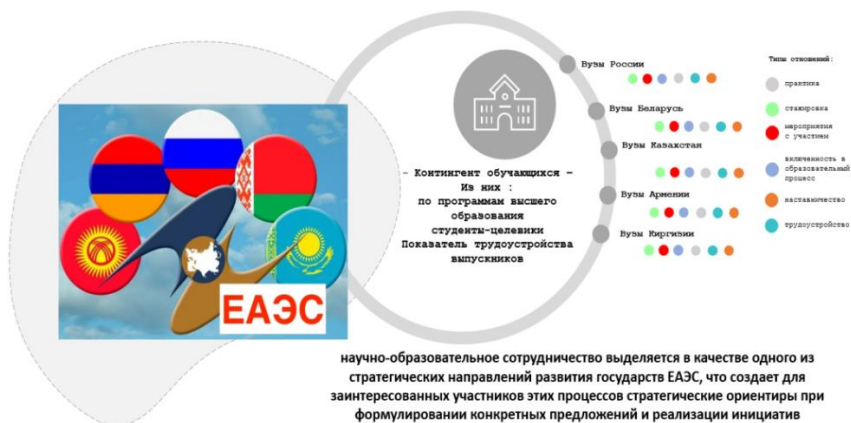 ЕАЭС
– Контингент обучающихся –
Из них :
по программам высшего
образования
студенты-целевики
Показатель трудоустройства
выпускников
Вузы России
Вузы Беларусь
Вузы Казахстан
Вузы Армении
Вузы Киргизии
Типы отношений:
практика
стажировка
мероприятия
с участием
включенность в
образовательный
процесс
наставничество
трудоустройство
научно-образовательное сотрудничество выделяется в качестве одного из
стратегических направлений развития государств ЕАЭС, что создает для
заинтересованных участников этих процессов стратегические ориентиры при
формулировании конкретных предложений и реализации инициатив